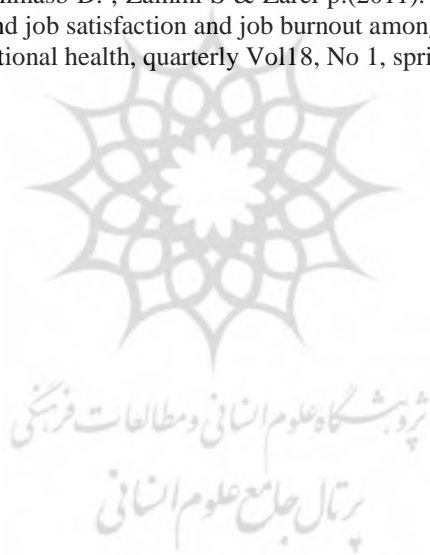 D. , Zamini S & Zarei p.(2011).
nd job satisfaction and job burnout among
tional health, quarterly Vol18, No 1, spri
پژوهشگاه علوم انسانی و مطالعات فرهنگی
پرتال جامع علوم انسانی